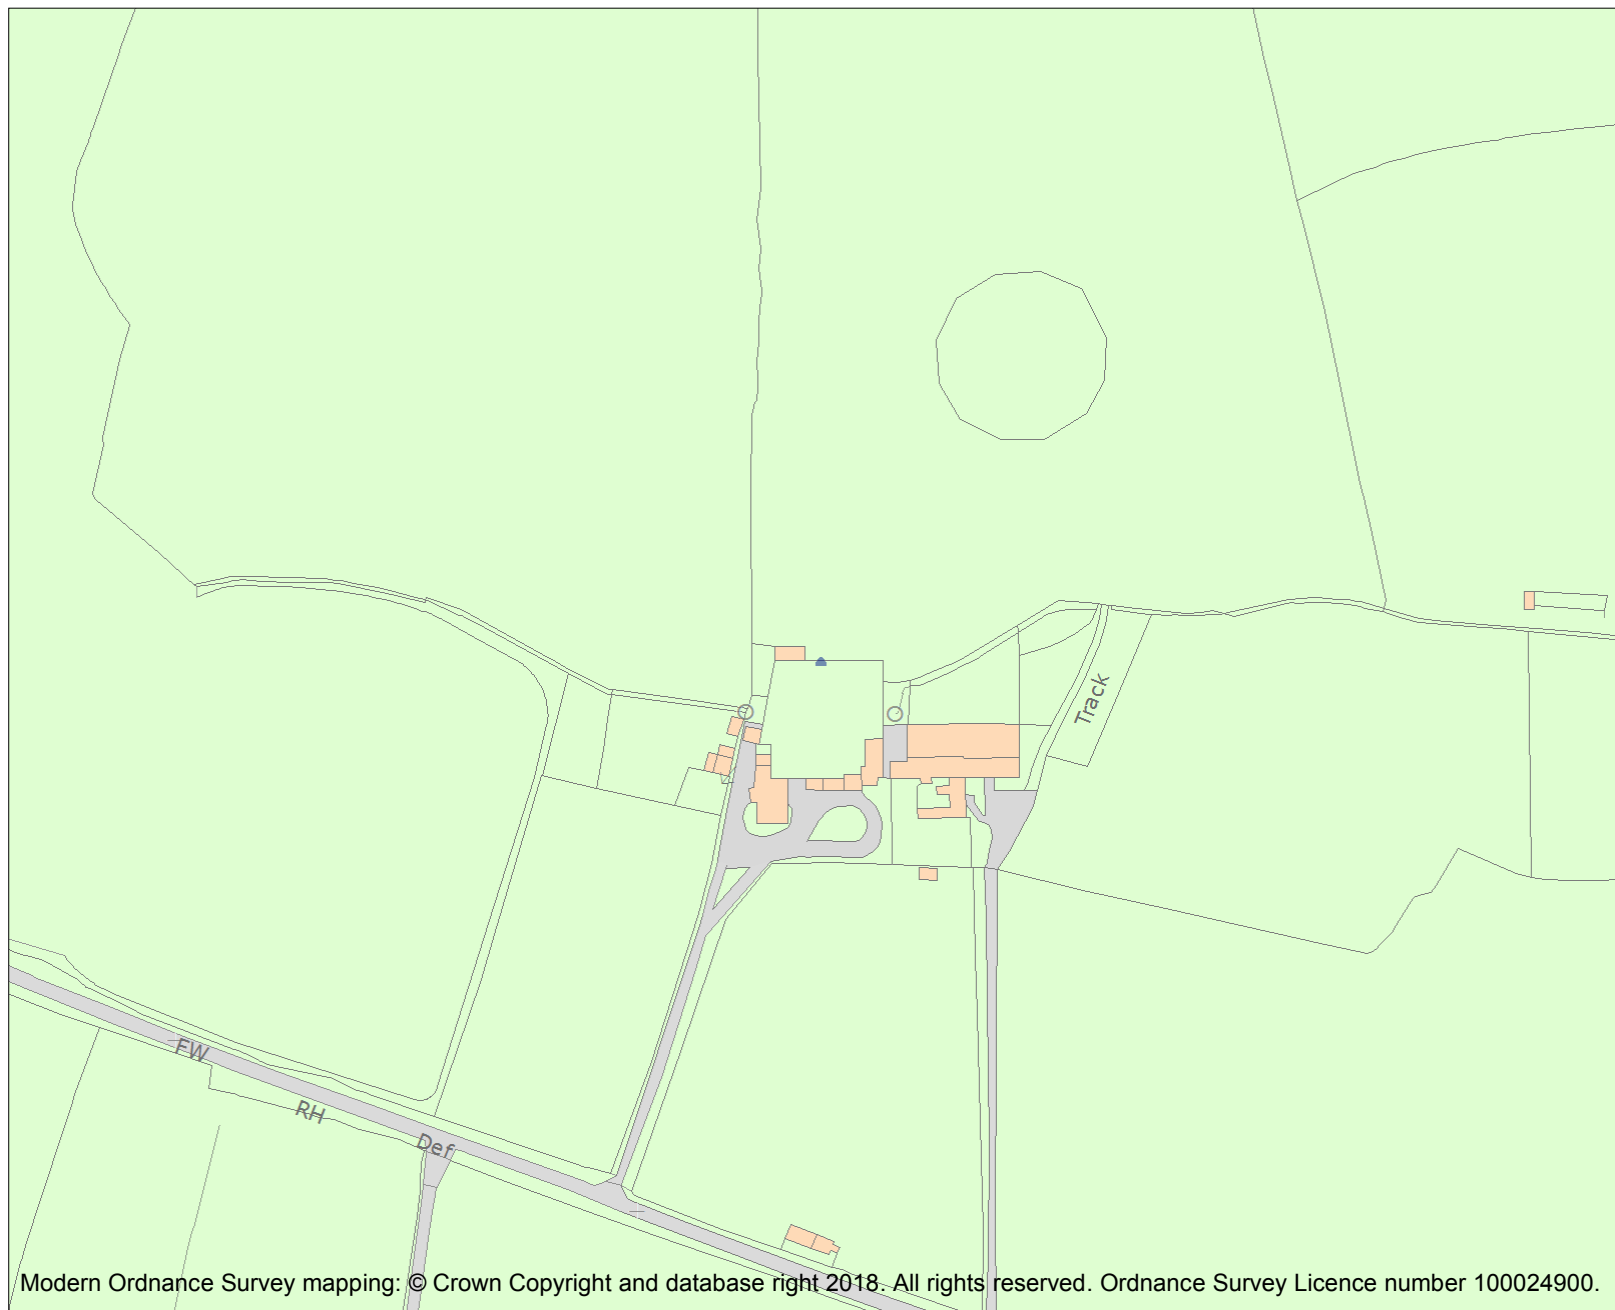 Track
FW
RH
Def
Modern Ordnance Survey mapping: © Crown Copyright and database right 2018. All rights reserved. Ordnance Survey Licence number 100024900.